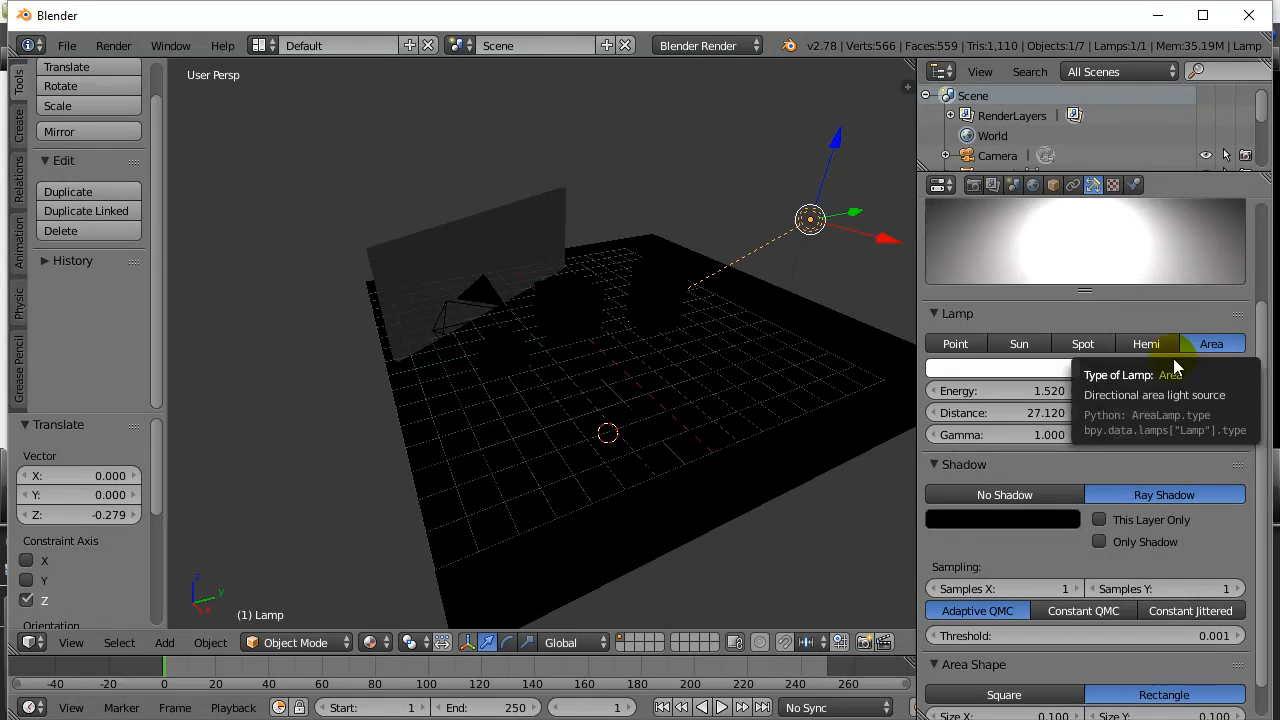 Blender
File Render Window Help Default Scene Blender Render v2.78 | Verts:566 | Faces:559 | Tris:1,110 | Objects:1/7 | Lamps:1/1 | Mem:35.19M | Lamp
Tools
Create
Relations
Animation
Physic
Grease Pencil
Translate
Rotate
Scale
Mirror
Edit
Duplicate
Duplicate Linked
Delete
History
Translate
Vector
X: 0.000
Y: 0.000
Z: -0.279
Constraint Axis
X
Y
Z
Orientation
User Persp
z
y
x
(1) Lamp
View Select Add Object Object Mode Global
-40 -20 0 20 40 60 80 100 120 140 160 180 200 220 240 260
View Marker Frame Playback Start: 1 End: 250 1 No Sync
View Search All Scenes
Scene
RenderLayers |
World
Camera |
Lamp
Point Sun Spot Hemi Area
Energy: 1.520
Distance: 27.120
Gamma: 1.000
Type of Lamp: Area
Directional area light source
Python: AreaLamp.type
bpy.data.lamps["Lamp"].type
Shadow
No Shadow Ray Shadow
This Layer Only
Only Shadow
Sampling:
Samples X: 1 Samples Y: 1
Adaptive QMC Constant QMC Constant Jittered
Threshold: 0.001
Area Shape
Square Rectangle
Size X: 0.100 Size Y: 0.100